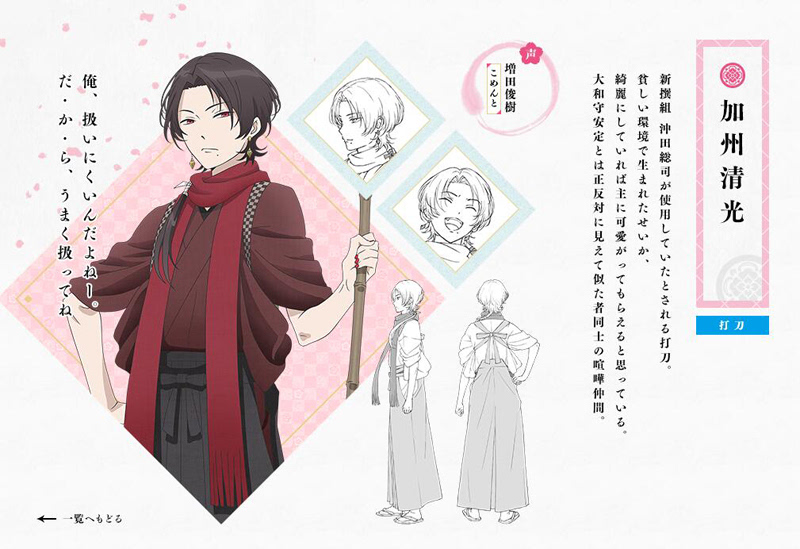 加州清光
打刀
新撰組 沖田総司が使用していたとされる打刀。
貧しい環境で生まれたせいか、
綺麗にしていれば主に可愛がってもらえると思っている。
大和守安定とは正反対に見えて似た者同士の喧嘩仲間。
声
増田俊樹
こめんと
俺、扱いにくいんだよねー。
だ・か・ら、うまく扱ってね
一覧へもどる